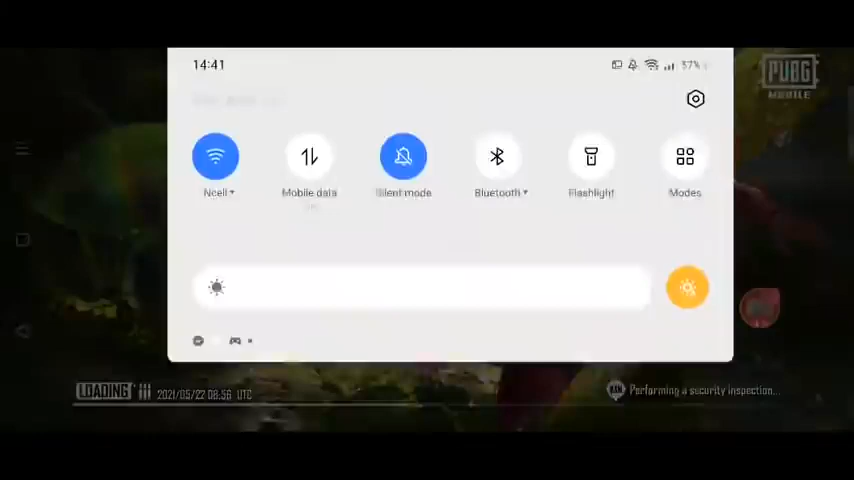 14:41
57%
PUBG
MOBILE
Ncell
Mobile data
Silent mode
Bluetooth
Flashlight
Modes
LOADING
2021/05/22 08:56 UTC
Performing a security inspection...